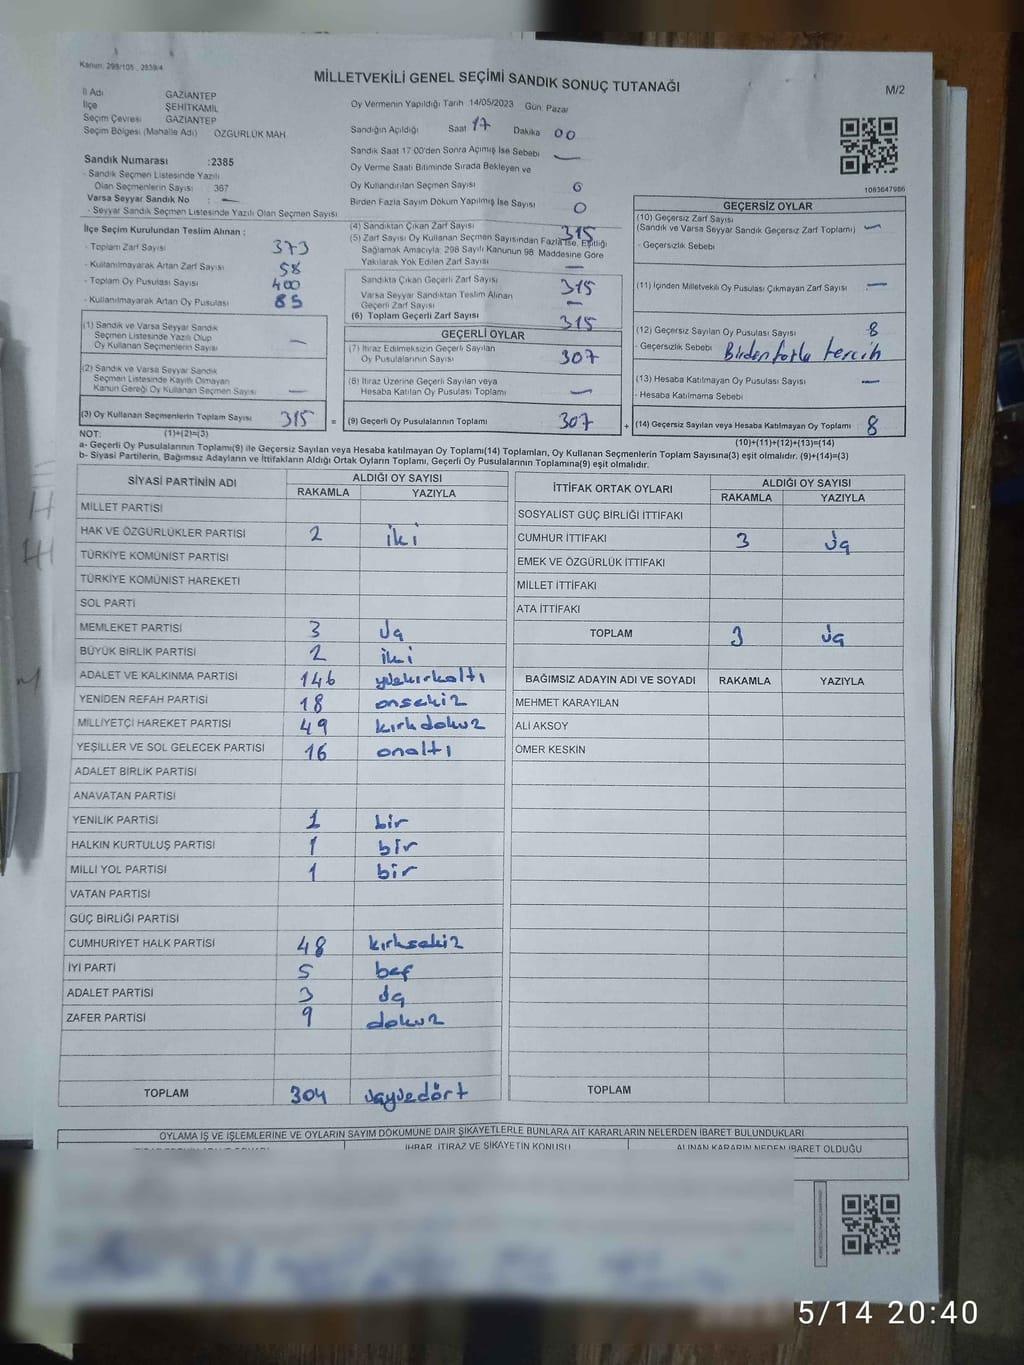 Kanun: 298/105 , 2839/4
MİLLETVEKİLİ GENEL SEÇİMİ SANDIK SONUÇ TUTANAĞI
M/2
İl Adı GAZİANTEP
İlçe ŞEHİTKAMİL
Seçim Çevresi GAZİANTEP
Seçim Bölgesi (Mahalle Adı) ÖZGÜRLÜK MAH
Sandık Numarası :2385
- Sandık Seçmen Listesinde Yazılı
Olan Seçmenlerin Sayısı 367
Varsa Seyyar Sandık No : —
- Seyyar Sandık Seçmen Listesinde Yazılı Olan Seçmen Sayısı
Oy Vermenin Yapıldığı Tarih 14/05/2023 Gün: Pazar
Sandığın Açıldığı Saat 17 Dakika 00
Sandık Saat 17:00'den Sonra Açımış İse Sebebi —
Oy Verme Saati Bitiminde Sırada Bekleyen ve
Oy Kullandırılan Seçmen Sayısı 0
Birden Fazla Sayım Döküm Yapılmış İse Sayısı 0
1063647986
İlçe Seçim Kurulundan Teslim Alınan :
- Toplam Zarf Sayısı 373
- Kullanılmayarak Artan Zarf Sayısı 58
- Toplam Oy Pusulası Sayısı 400
- Kullanılmayarak Artan Oy Pusulası 85
(4) Sandıktan Çıkan Zarf Sayısı 315
(5) Zarf Sayısı Oy Kullanan Seçmen Sayısından Fazla İse, Eşitliği
Sağlamak Amacıyla, 298 Sayılı Kanunun 98. Maddesine Göre
Yakılarak Yok Edilen Zarf Sayısı —
Sandıkta Çıkan Geçerli Zarf Sayısı 315
Varsa Seyyar Sandıktan Teslim Alınan
Geçerli Zarf Sayısı —
(6) Toplam Geçerli Zarf Sayısı 315
GEÇERSİZ OYLAR
(10) Geçersiz Zarf Sayısı
(Sandık ve Varsa Seyyar Sandık Geçersiz Zarf Toplamı) —
- Geçersizlik Sebebi
(11) İçinden Milletvekili Oy Pusulası Çıkmayan Zarf Sayısı —
(12) Geçersiz Sayılan Oy Pusulası Sayısı 8
- Geçersizlik Sebebi Birden fazla tercih
(13) Hesaba Katılmayan Oy Pusulası Sayısı —
- Hesaba Katılmama Sebebi
(1) Sandık ve Varsa Seyyar Sandık
Seçmen Listesinde Yazılı Olup
Oy Kullanan Seçmenlerin Sayısı —
(2) Sandık ve Varsa Seyyar Sandık
Seçmen Listesinde Kayıtlı Olmayan
Kanun Gereği Oy Kullanan Seçmen Sayısı —
GEÇERLİ OYLAR
(7) İtiraz Edilmeksizin Geçerli Sayılan
Oy Pusulalarının Sayısı 307
(8) İtiraz Üzerine Geçerli Sayılan veya
Hesaba Katılan Oy Pusulası Toplamı —
(3) Oy Kullanan Seçmenlerin Toplam Sayısı 315 = (9) Geçerli Oy Pusulalarının Toplamı 307 + (14) Geçersiz Sayılan veya Hesaba Katılmayan Oy Toplamı 8
NOT: (1)+(2)=(3) (10)+(11)+(12)+(13)=(14)
a- Geçerli Oy Pusulalarının Toplamı(9) ile Geçersiz Sayılan veya Hesaba katılmayan Oy Toplamı(14) Toplamları, Oy Kullanan Seçmenlerin Toplam Sayısına(3) eşit olmalıdır. (9)+(14)=(3)
b- Siyasi Partilerin, Bağımsız Adayların ve İttifakların Aldığı Ortak Oyların Toplamı, Geçerli Oy Pusulalarının Toplamına(9) eşit olmalıdır.
SİYASİ PARTİNİN ADI ALDIĞI OY SAYISI
RAKAMLA YAZIYLA
MİLLET PARTİSİ
HAK VE ÖZGÜRLÜKLER PARTİSİ 2 iki
TÜRKİYE KOMÜNİST PARTİSİ
TÜRKİYE KOMÜNİST HAREKETİ
SOL PARTİ
MEMLEKET PARTİSİ 3 üç
BÜYÜK BİRLİK PARTİSİ 2 iki
ADALET VE KALKINMA PARTİSİ 146 yüzkırkaltı
YENİDEN REFAH PARTİSİ 18 onsekiz
MİLLİYETÇİ HAREKET PARTİSİ 49 kırkdokuz
YEŞİLLER VE SOL GELECEK PARTİSİ 16 onaltı
ADALET BİRLİK PARTİSİ
ANAVATAN PARTİSİ
YENİLİK PARTİSİ 1 bir
HALKIN KURTULUŞ PARTİSİ 1 bir
MİLLİ YOL PARTİSİ 1 bir
VATAN PARTİSİ
GÜÇ BİRLİĞİ PARTİSİ
CUMHURİYET HALK PARTİSİ 48 kırksekiz
İYİ PARTİ 5 beş
ADALET PARTİSİ 3 üç
ZAFER PARTİSİ 9 dokuz
TOPLAM 304 üçyüzdört
İTTİFAK ORTAK OYLARI ALDIĞI OY SAYISI
RAKAMLA YAZIYLA
SOSYALİST GÜÇ BİRLİĞİ İTTİFAKI
CUMHUR İTTİFAKI 3 üç
EMEK VE ÖZGÜRLÜK İTTİFAKI
MİLLET İTTİFAKI
ATA İTTİFAKI
TOPLAM 3 üç
BAĞIMSIZ ADAYIN ADI VE SOYADI RAKAMLA YAZIYLA
MEHMET KARAYILAN
ALİ AKSOY
ÖMER KESKİN
TOPLAM
OYLAMA İŞ VE İŞLEMLERİNE VE OYLARIN SAYIM DÖKÜMÜNE DAİR ŞİKAYETLERLE BUNLARA AİT KARARLARIN NELERDEN İBARET BULUNDUKLARI
İHBAR, İTİRAZ VE ŞİKAYETİN KONUSU ALINAN KARARIN NEDEN İBARET OLDUĞU
5/14 20:40